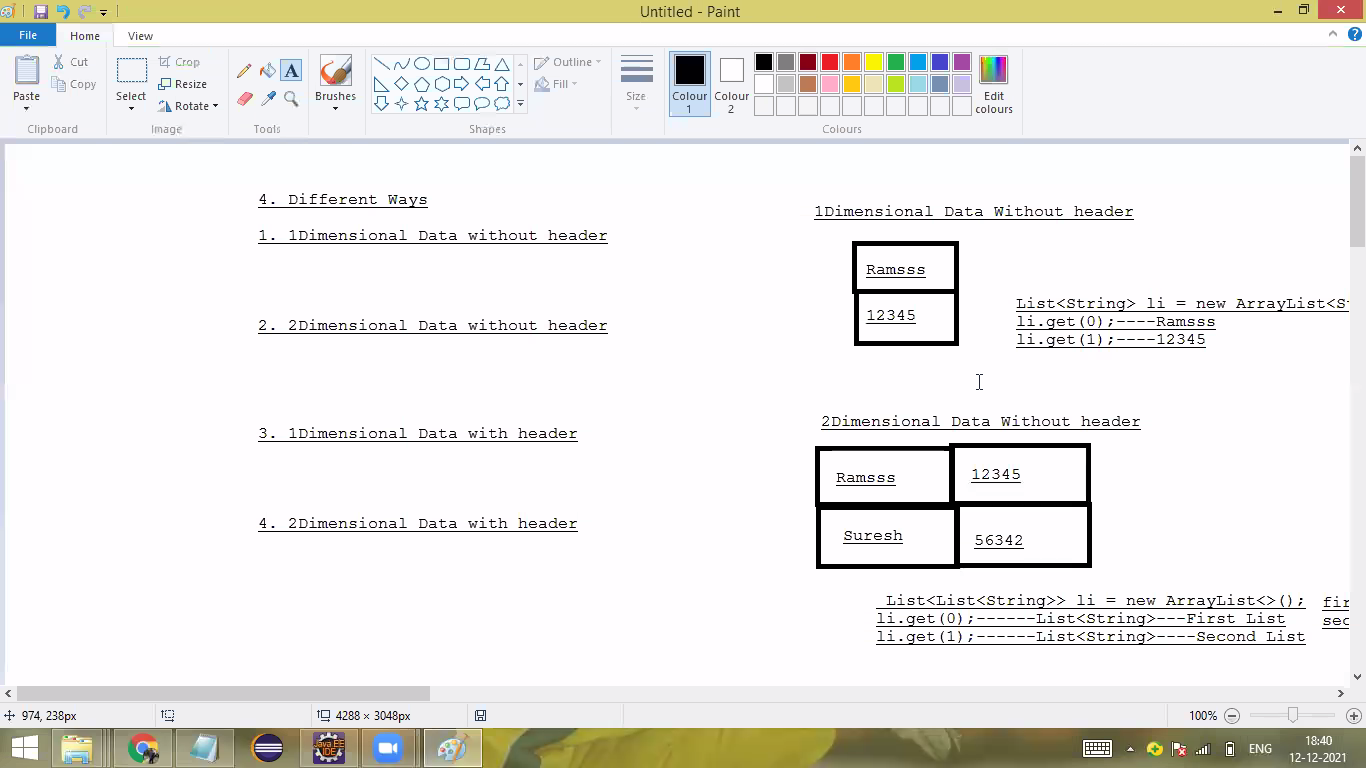 Untitled - Paint
File
Home
View
Paste
Cut
Copy
Clipboard
Select
Crop
Resize
Rotate
Image
A
Tools
Brushes
Shapes
Outline
Fill
Size
Colour 1
Colour 2
Edit colours
Colours
4. Different Ways
1. 1Dimensional Data without header
2. 2Dimensional Data without header
3. 1Dimensional Data with header
4. 2Dimensional Data with header
1Dimensional Data Without header
Ramsss
12345
List<String> li = new ArrayList<S
li.get(0);----Ramsss
li.get(1);----12345
2Dimensional Data Without header
Ramsss 12345
Suresh 56342
List<List<String>> li = new ArrayList<>();
li.get(0);------List<String>---First List
li.get(1);------List<String>----Second List
fir
sec
974, 238px
4288 × 3048px
100%
Java EE
IDE
ENG
18:40
12-12-2021